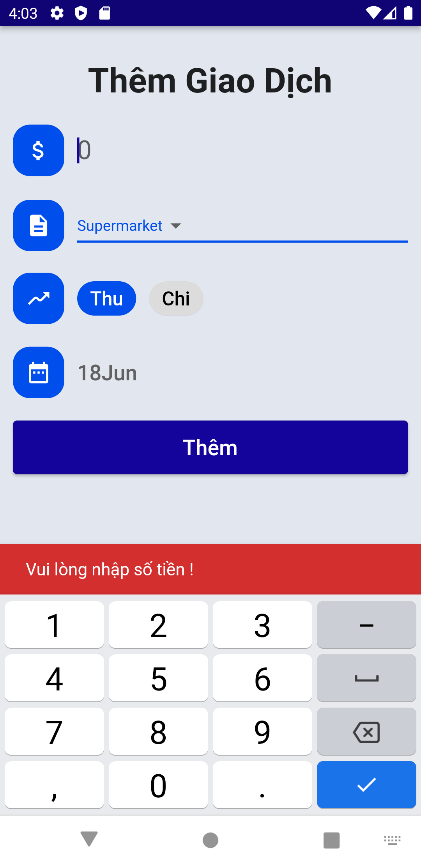 4:03
Thêm Giao Dịch
$ 0
Supermarket
Thu Chi
18Jun
Thêm
Vui lòng nhập số tiền !
1 2 3 −
4 5 6
7 8 9
, 0 .